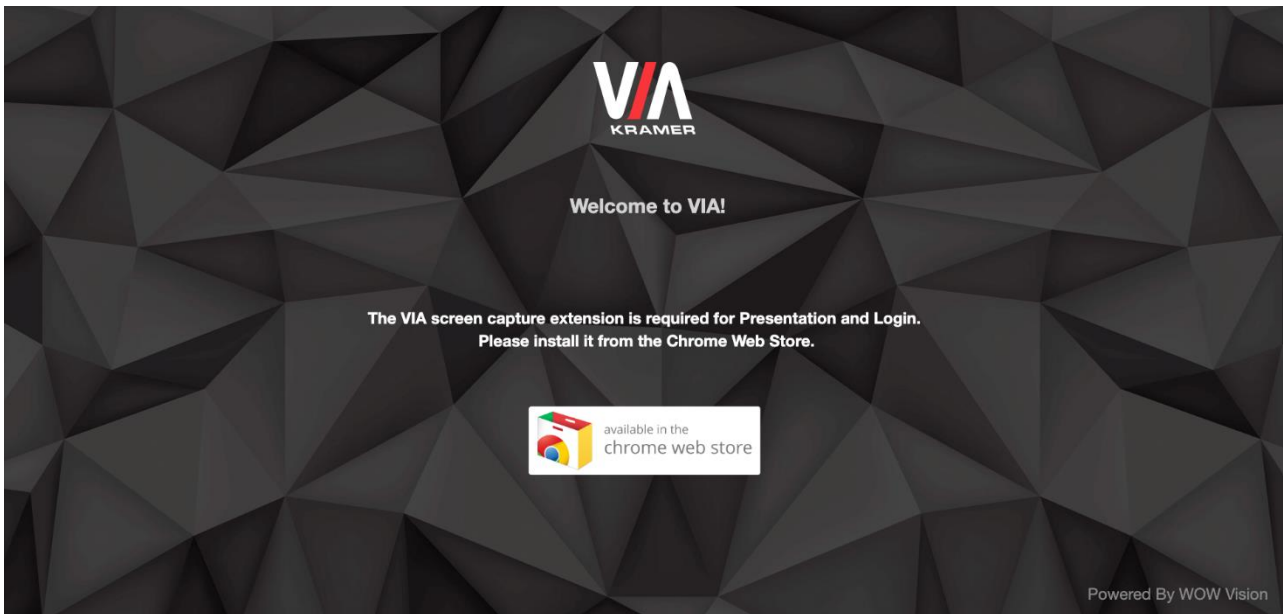 VIA
KRAMER
Welcome to VIA!
The VIA screen capture extension is required for Presentation and Login.
Please install it from the Chrome Web Store.
available in the
chrome web store
Powered By WOW Vision